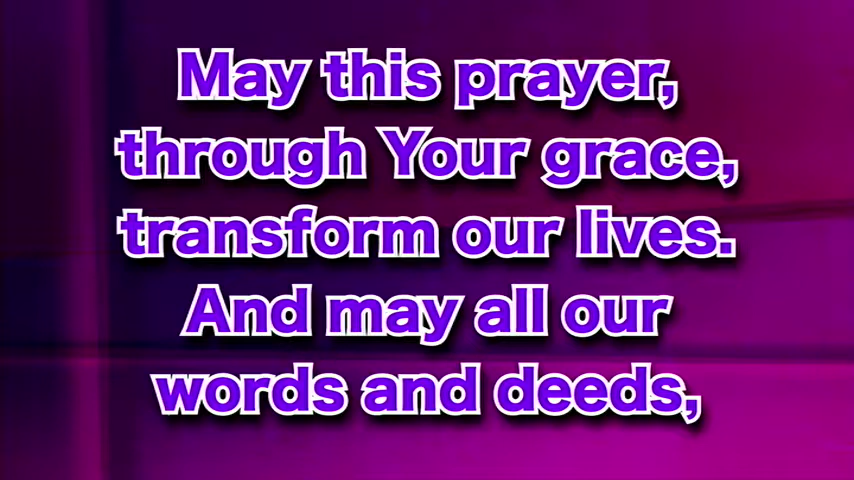 May this prayer,
through Your grace,
transform our lives.
And may all our
words and deeds,